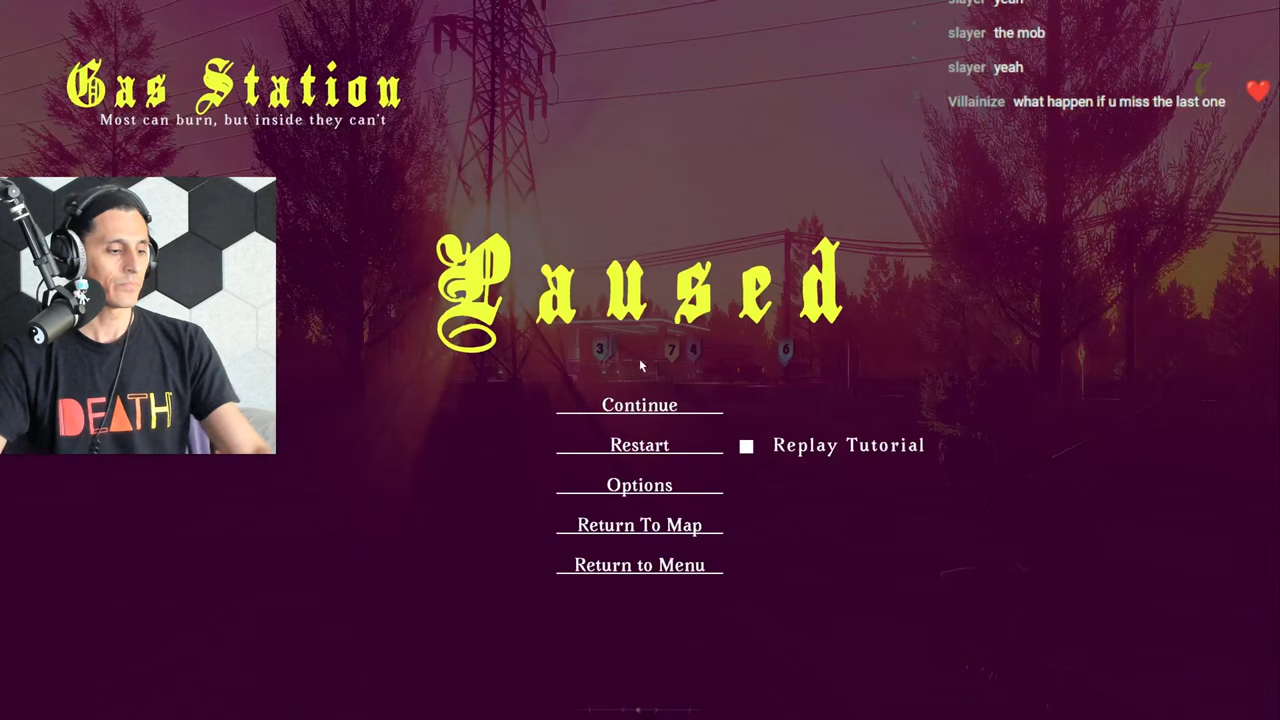 slayer yeah
slayer the mob
slayer yeah
7
Villainize what happen if u miss the last one
Gas Station
Most can burn, but inside they can't
DEATH
Paused
3 7 4 6
Continue
Restart
Replay Tutorial
Options
Return To Map
Return to Menu